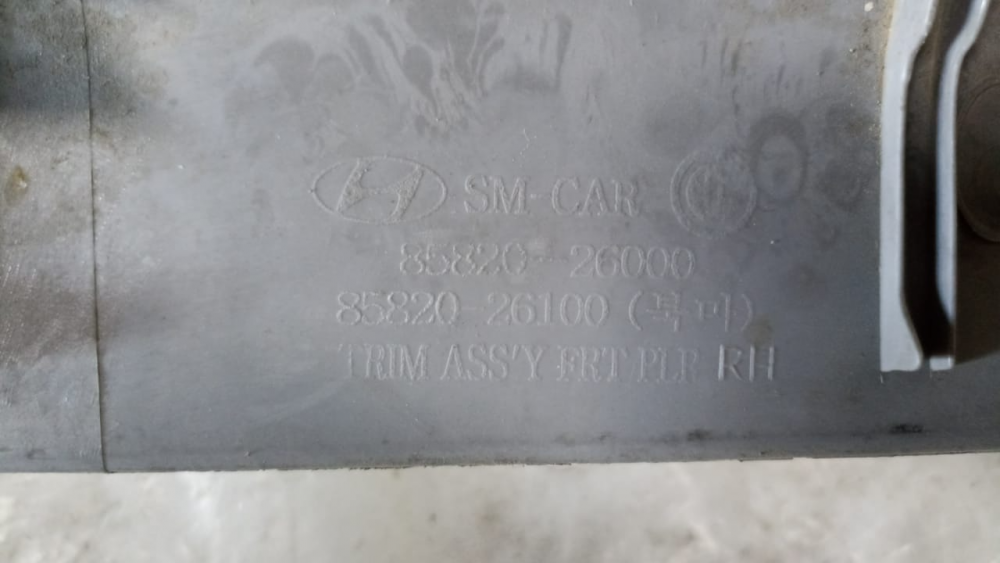 SM-CAR
85820-26000
85820-26100 (북미)
TRIM ASS'Y FRT PLR RH